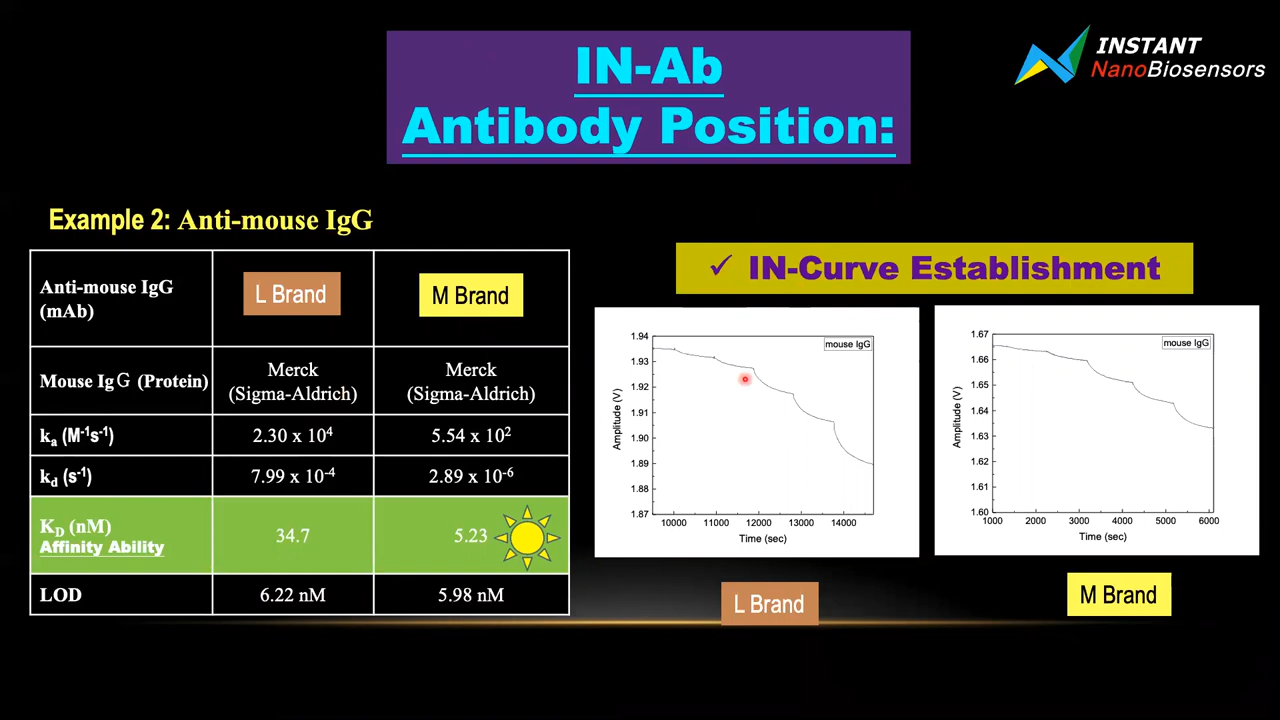 IN-Ab
Antibody Position:
INSTANT
NanoBiosensors
Example 2: Anti-mouse IgG
Anti-mouse IgG
(mAb)
L Brand
M Brand
Mouse IgG (Protein)
Merck
(Sigma-Aldrich)
Merck
(Sigma-Aldrich)
kₐ (M⁻¹s⁻¹)
2.30 x 10⁴
5.54 x 10²
k_d (s⁻¹)
7.99 x 10⁻⁴
2.89 x 10⁻⁶
K_D (nM)
Affinity Ability
34.7
5.23
LOD
6.22 nM
5.98 nM
✓ IN-Curve Establishment
mouse IgG
Amplitude (V)
1.94
1.93
1.92
1.91
1.90
1.89
1.88
1.87
10000 11000 12000 13000 14000
Time (sec)
L Brand
mouse IgG
Amplitude (V)
1.67
1.66
1.65
1.64
1.63
1.62
1.61
1.60
1000 2000 3000 4000 5000 6000
Time (sec)
M Brand